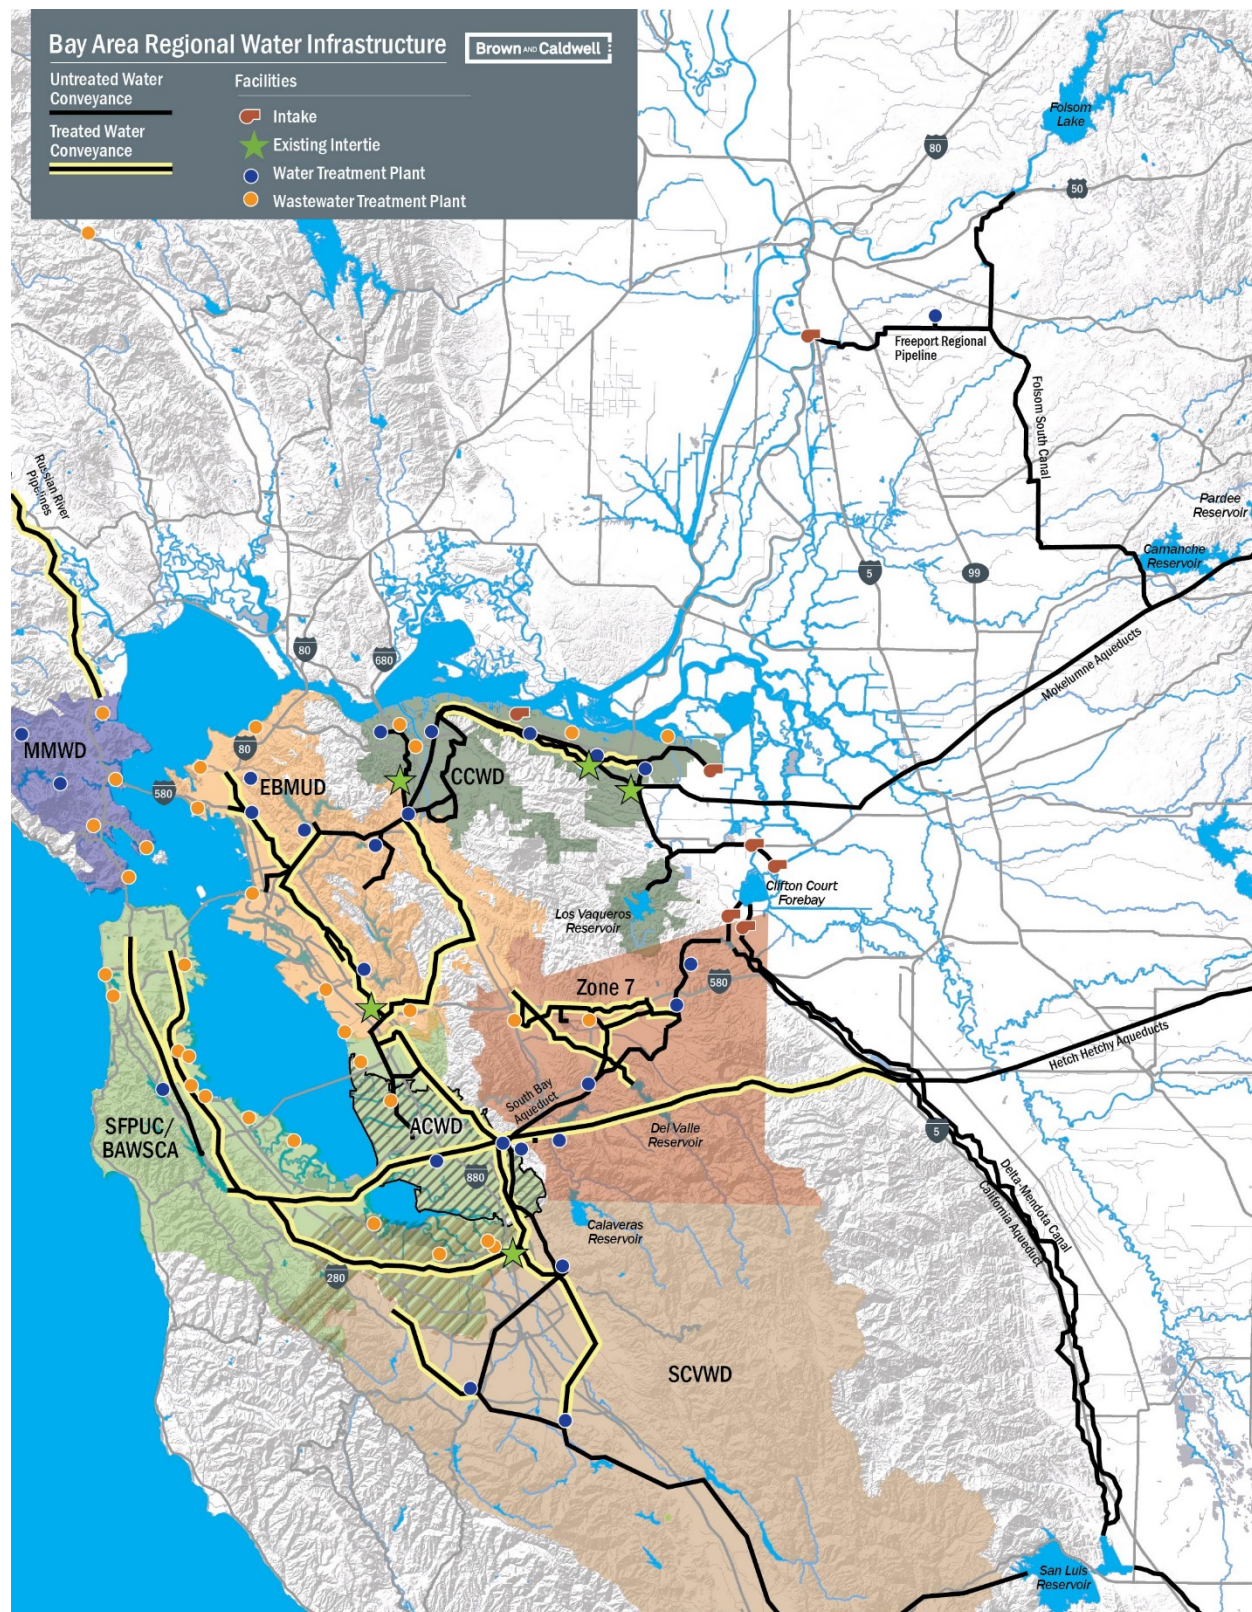 Bay Area Regional Water Infrastructure
Brown AND Caldwell
Untreated Water
Conveyance
Treated Water
Conveyance
Facilities
Intake
Existing Intertie
Water Treatment Plant
Wastewater Treatment Plant
Folsom
Lake
80
50
Freeport Regional
Pipeline
Folsom South Canal
Russian River
Pipelines
Pardee
Reservoir
Camanche
Reservoir
5
99
Mokelumne Aqueducts
80
680
MMWD
80
EBMUD
CCWD
580
Clifton Court
Forebay
Los Vaqueros
Reservoir
Zone 7
580
Hetch Hetchy Aqueducts
South Bay
Aqueduct
SFPUC/
BAWSCA
ACWD
Del Valle
Reservoir
5
880
Delta-Mendota Canal
California Aqueduct
Calaveras
Reservoir
280
SCVWD
San Luis
Reservoir